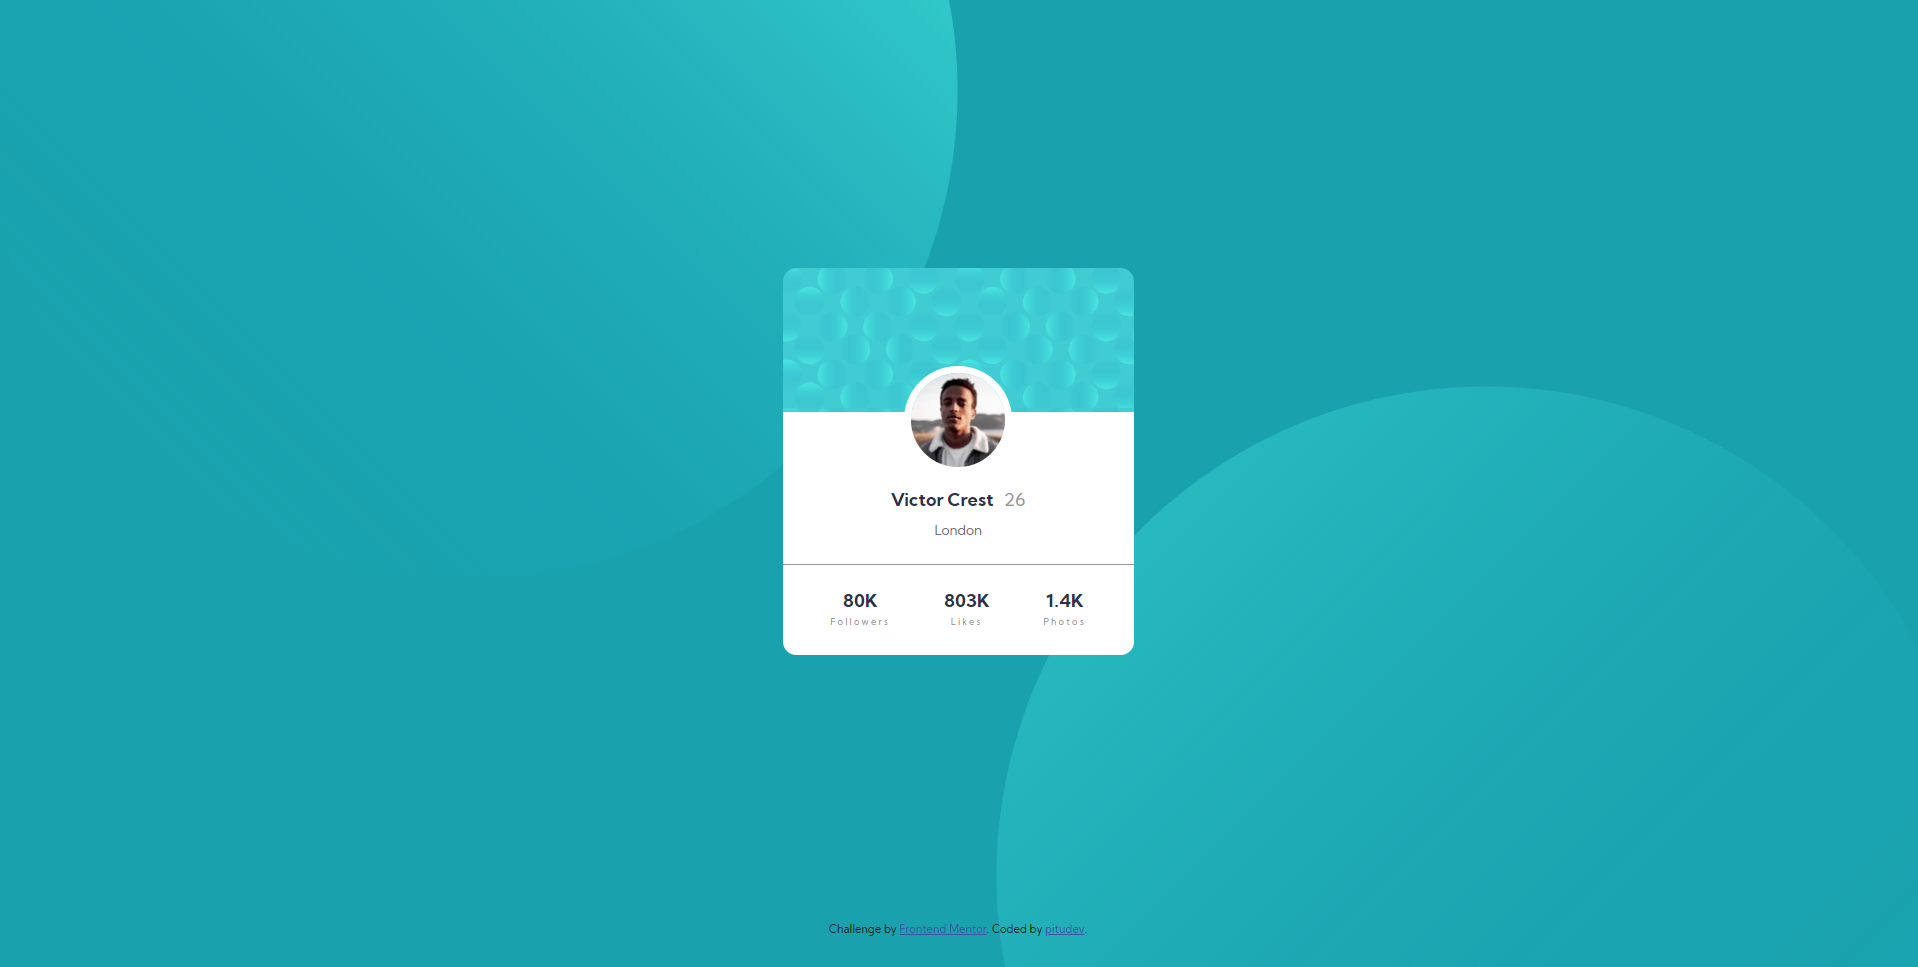 Victor Crest 26
London
80K 803K 1.4K
Followers Likes Photos
Challenge by Frontend Mentor. Coded by pitudev.